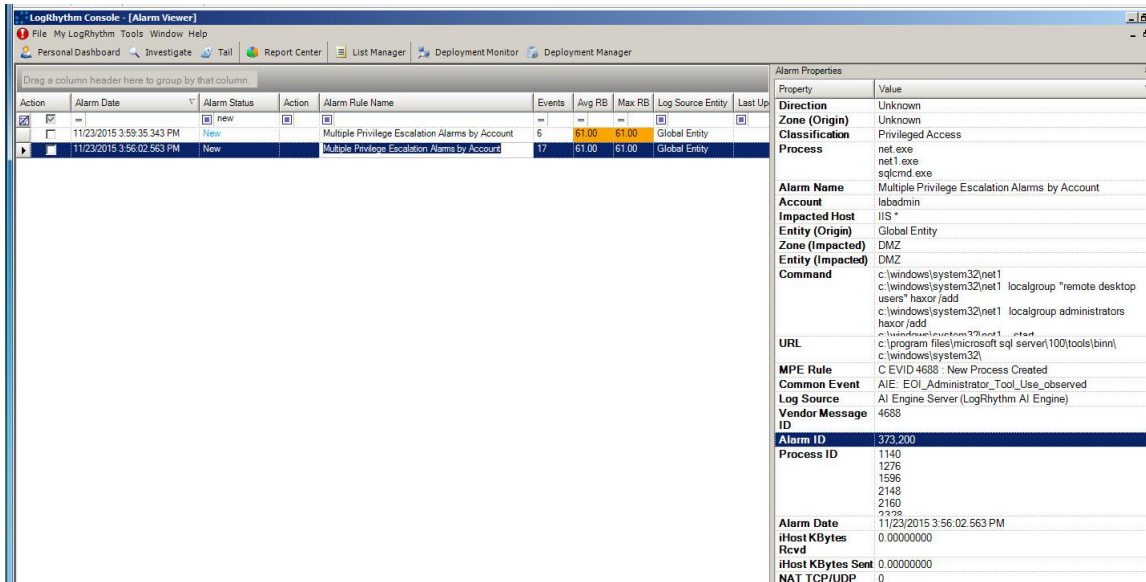 LogRhythm Console - [Alarm Viewer]
File My LogRhythm Tools Window Help
Personal Dashboard Investigate Tail Report Center List Manager Deployment Monitor Deployment Manager
Drag a column header here to group by that column.
Action Alarm Date Alarm Status Action Alarm Rule Name Events Avg RB Max RB Log Source Entity Last Up
= new = = =
11/23/2015 3:59:35.343 PM New Multiple Privilege Escalation Alarms by Account 6 61.00 61.00 Global Entity
11/23/2015 3:56:02.563 PM New Multiple Privilege Escalation Alarms by Account 17 61.00 61.00 Global Entity
Alarm Properties
Property Value
Direction Unknown
Zone (Origin) Unknown
Classification Privileged Access
Process net.exe
net1.exe
sqlcmd.exe
Alarm Name Multiple Privilege Escalation Alarms by Account
Account labadmin
Impacted Host IIS *
Entity (Origin) Global Entity
Zone (Impacted) DMZ
Entity (Impacted) DMZ
Command c:\windows\system32\net1
c:\windows\system32\net1 localgroup "remote desktop
users" haxor /add
c:\windows\system32\net1 localgroup administrators
haxor /add
c:\windows\system32\net1 start
URL c:\program files\microsoft sql server\100\tools\binn\
c:\windows\system32\
MPE Rule C EVID 4688 : New Process Created
Common Event AIE: EOI_Administrator_Tool_Use_observed
Log Source AI Engine Server (LogRhythm AI Engine)
Vendor Message 4688
ID
Alarm ID 373,200
Process ID 1140
1276
1596
2148
2160
2328
Alarm Date 11/23/2015 3:56:02.563 PM
iHost KBytes 0.00000000
Rcvd
iHost KBytes Sent 0.00000000
NAT TCP/UDP 0